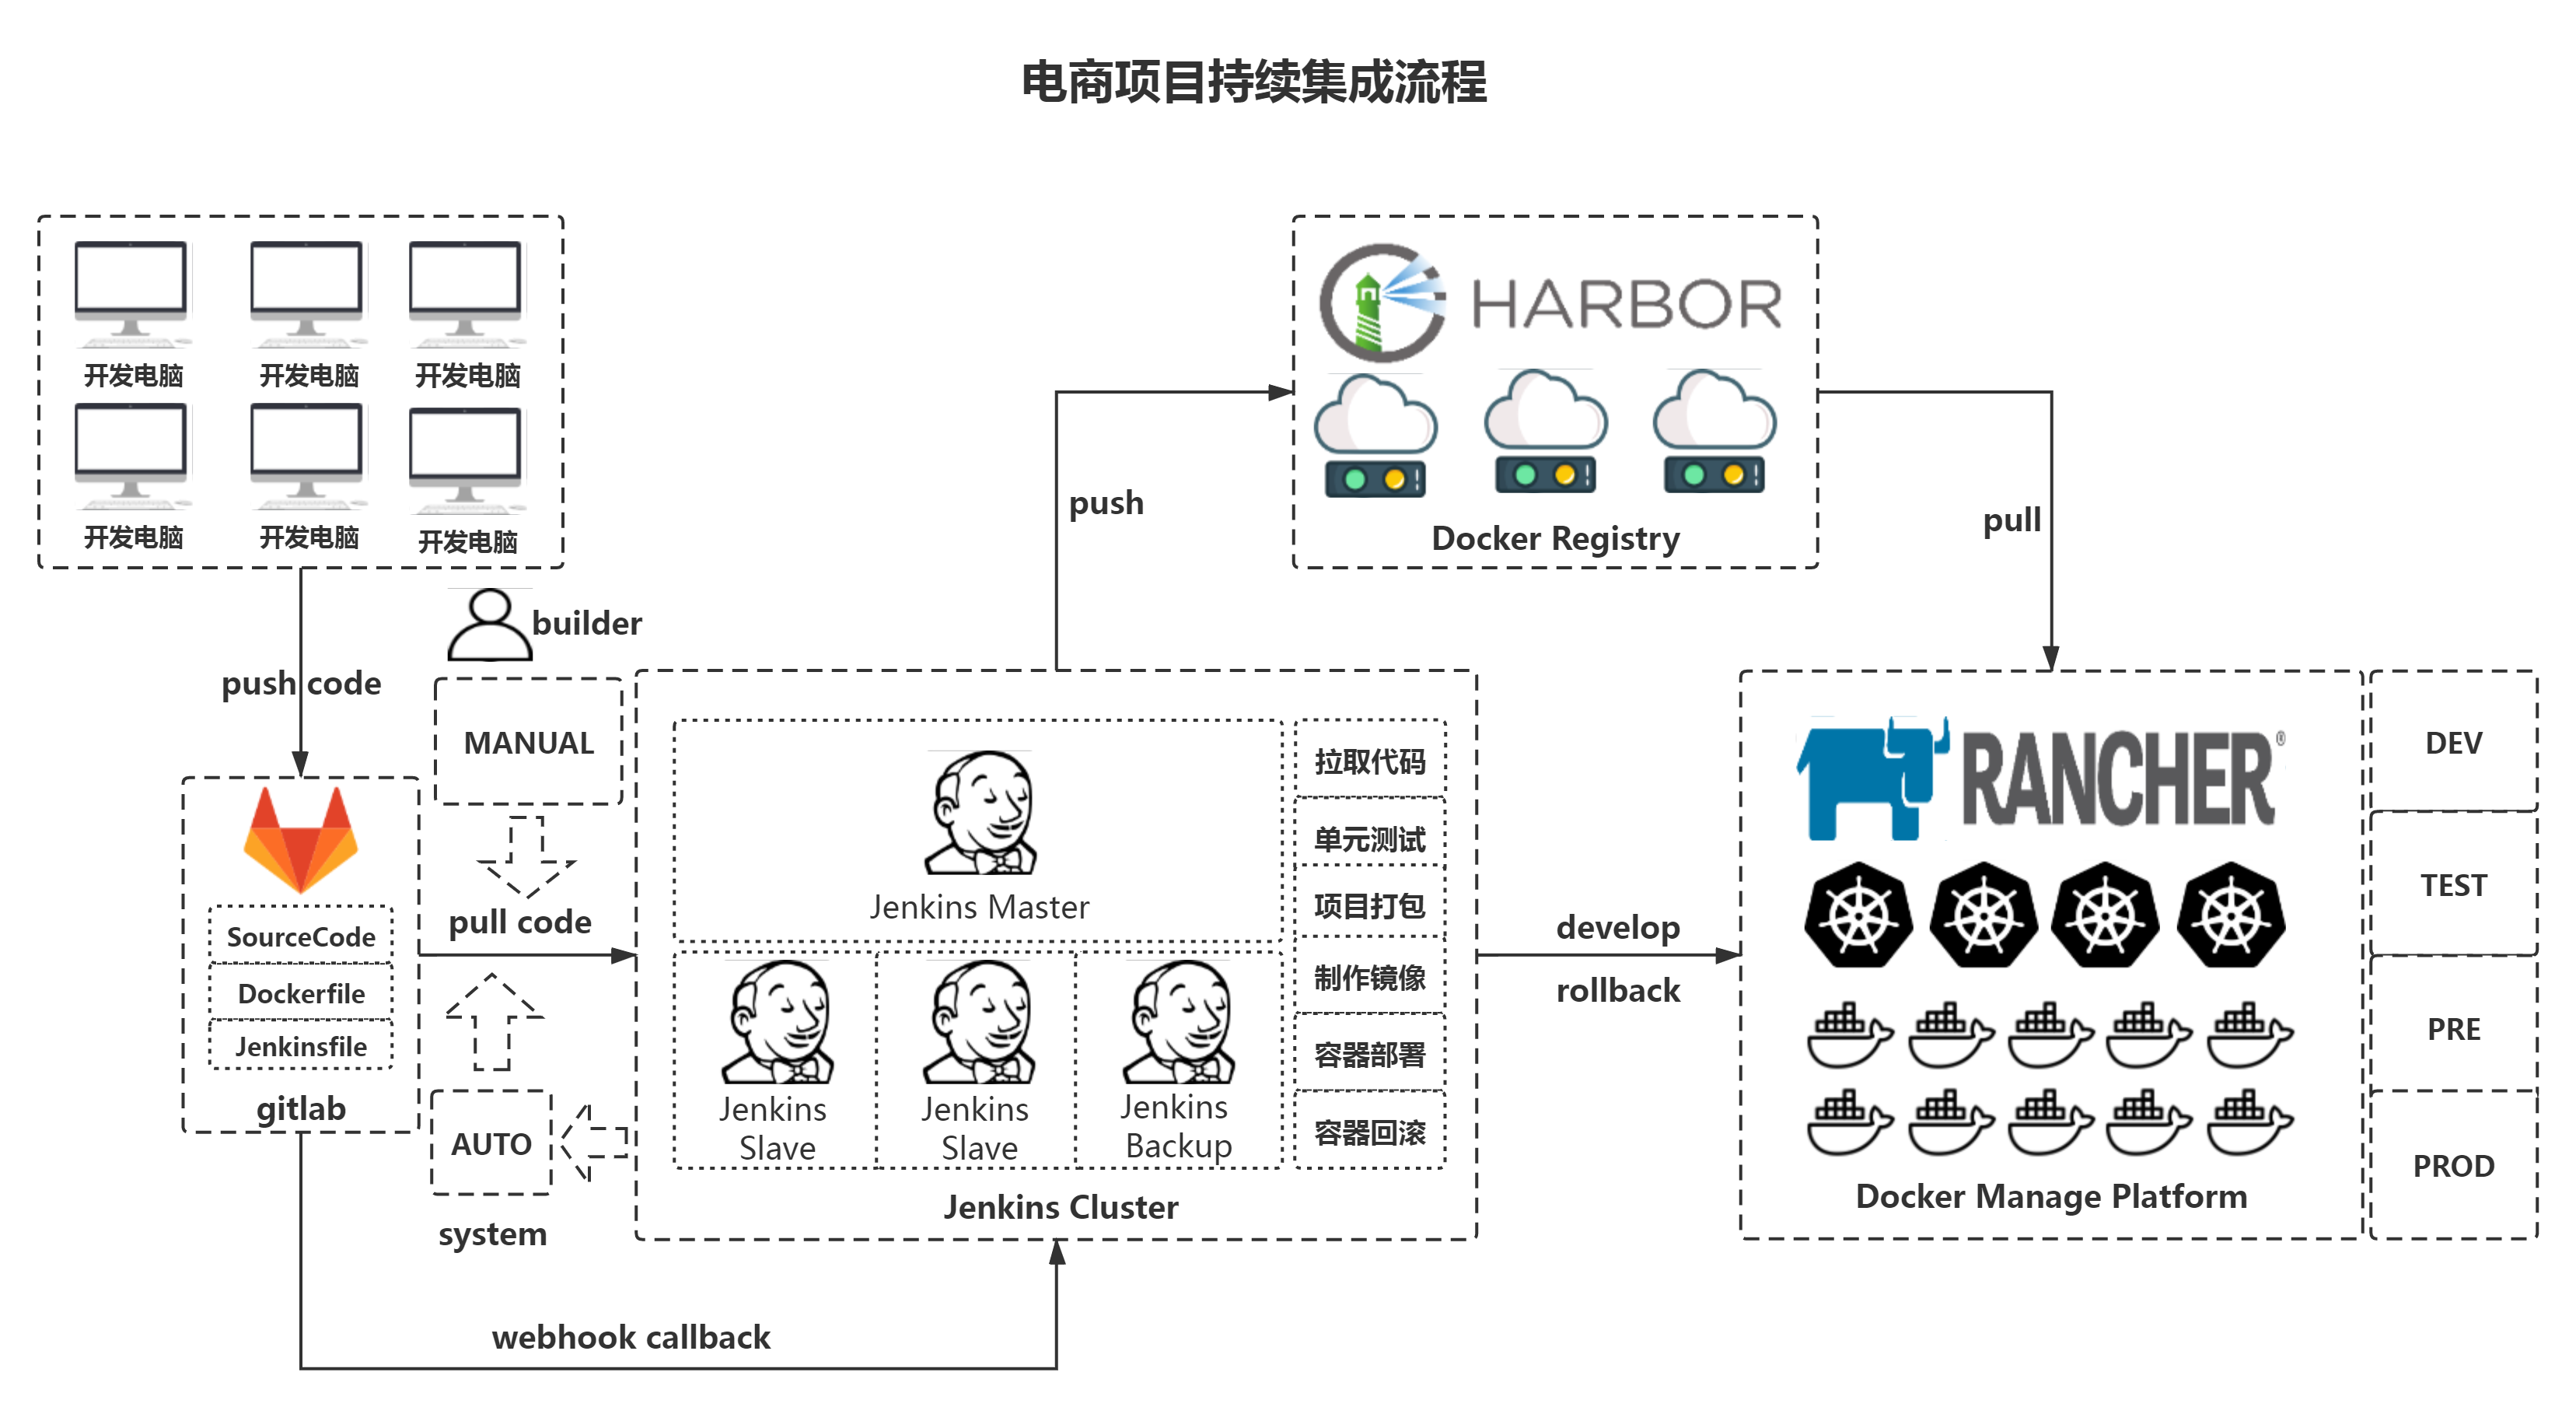 电商项目持续集成流程
开发电脑
开发电脑
开发电脑
开发电脑
开发电脑
开发电脑
push code
builder
MANUAL
pull code
SourceCode
Dockerfile
Jenkinsfile
gitlab
AUTO
system
webhook callback
Jenkins Master
Jenkins
Slave
Jenkins
Slave
Jenkins
Backup
拉取代码
单元测试
项目打包
制作镜像
容器部署
容器回滚
Jenkins Cluster
push
HARBOR
Docker Registry
pull
develop
rollback
RANCHER®
Docker Manage Platform
DEV
TEST
PRE
PROD